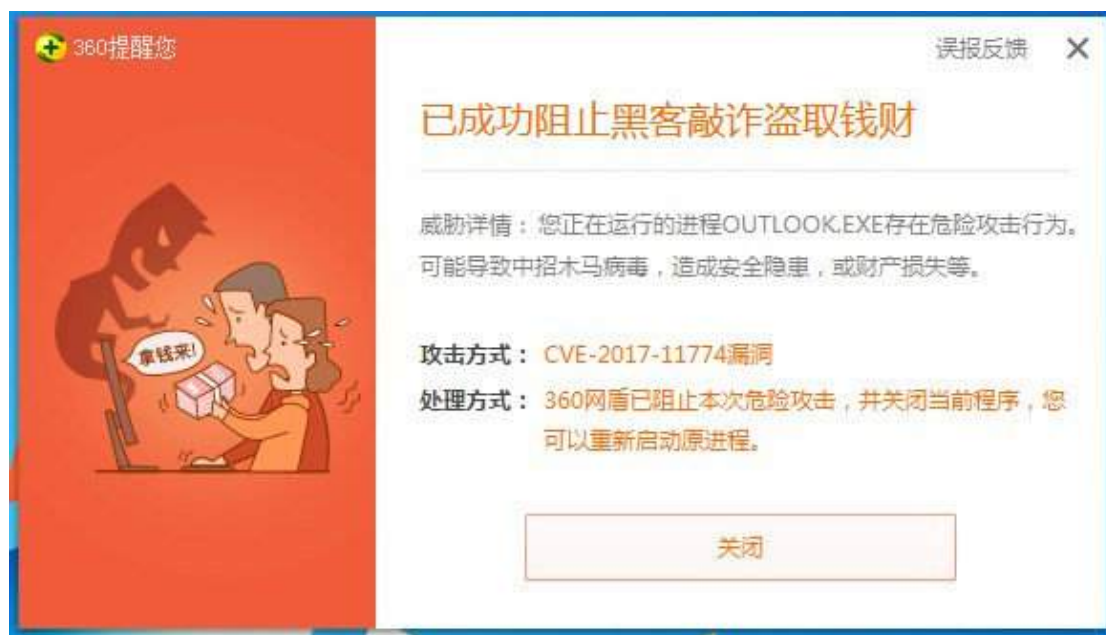 360提醒您
误报反馈
已成功阻止黑客敲诈盗取钱财
威胁详情：您正在运行的进程OUTLOOK.EXE存在危险攻击行为。
可能导致中招木马病毒，造成安全隐患，或财产损失等。
拿钱来!
攻击方式：CVE-2017-11774漏洞
处理方式：360网盾已阻止本次危险攻击，并关闭当前程序，您
可以重新启动原进程。
关闭